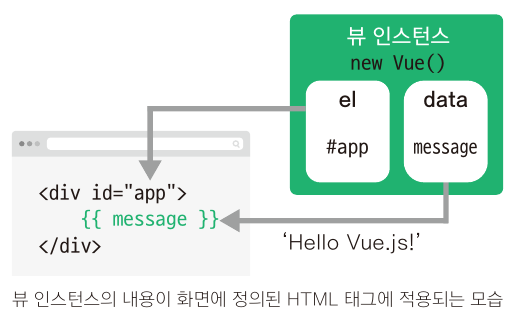 뷰 인스턴스
new Vue()
el
data
#app
message
<div id="app">
{{ message }}
</div>
‘Hello Vue.js!’
뷰 인스턴스의 내용이 화면에 정의된 HTML 태그에 적용되는 모습